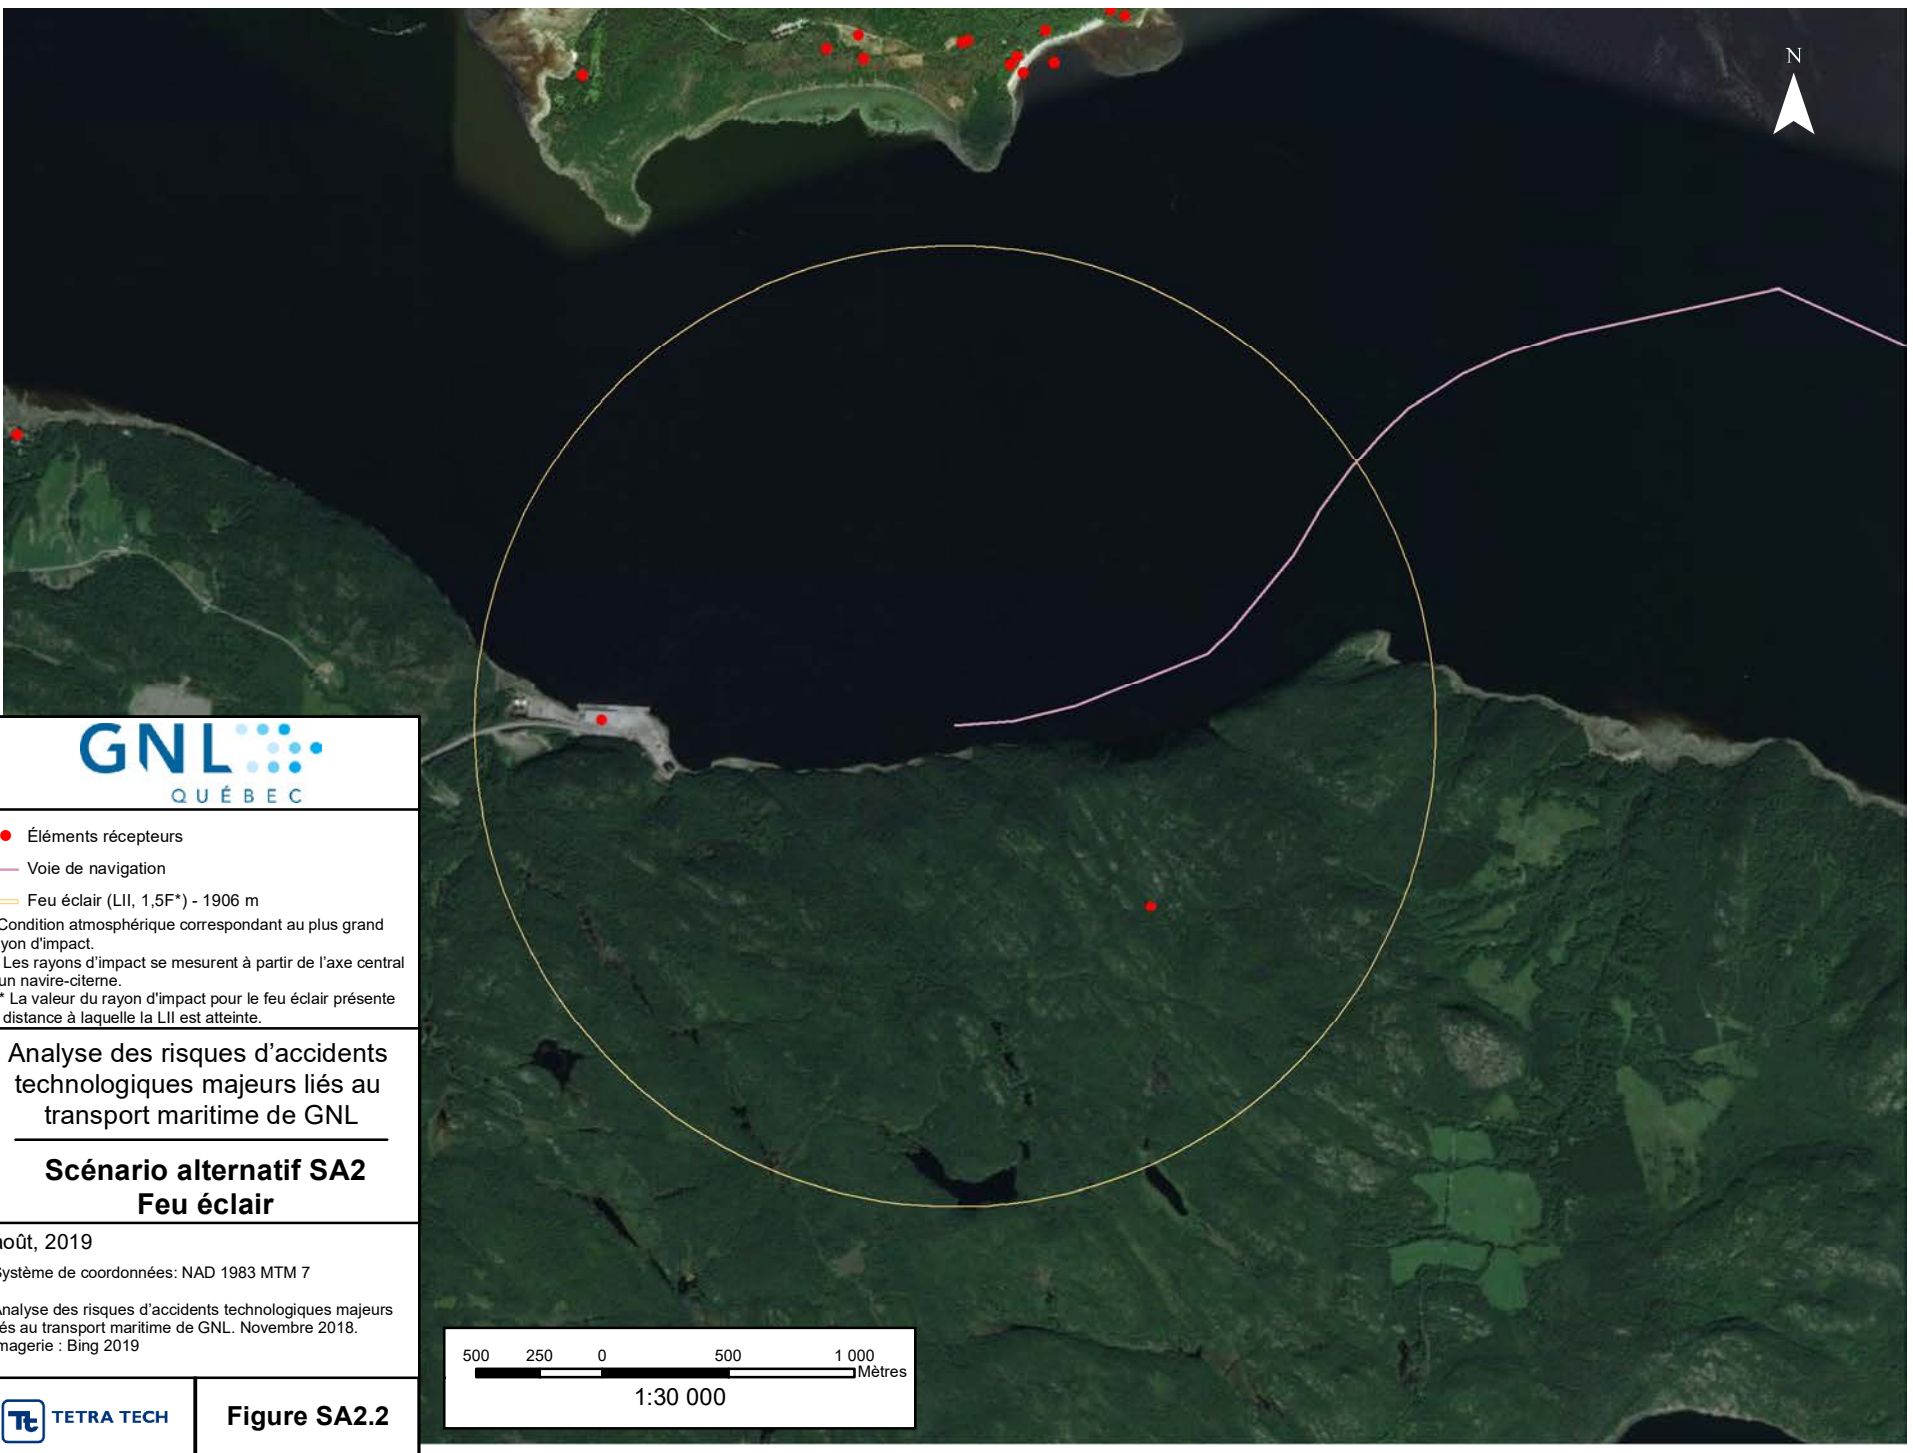 N
GNL
QUÉBEC
Éléments récepteurs
Voie de navigation
Feu éclair (LII, 1,5F*) - 1906 m
Condition atmosphérique correspondant au plus grand
yon d'impact.
Les rayons d'impact se mesurent à partir de l'axe central
un navire-citerne.
* La valeur du rayon d'impact pour le feu éclair présente
distance à laquelle la LII est atteinte.
Analyse des risques d'accidents
technologiques majeurs liés au
transport maritime de GNL
Scénario alternatif SA2
Feu éclair
août, 2019
Système de coordonnées: NAD 1983 MTM 7
Analyse des risques d'accidents technologiques majeurs
és au transport maritime de GNL. Novembre 2018.
magerie : Bing 2019
500 250 0 500 1 000
Mètres
1:30 000
Tt TETRA TECH
Figure SA2.2